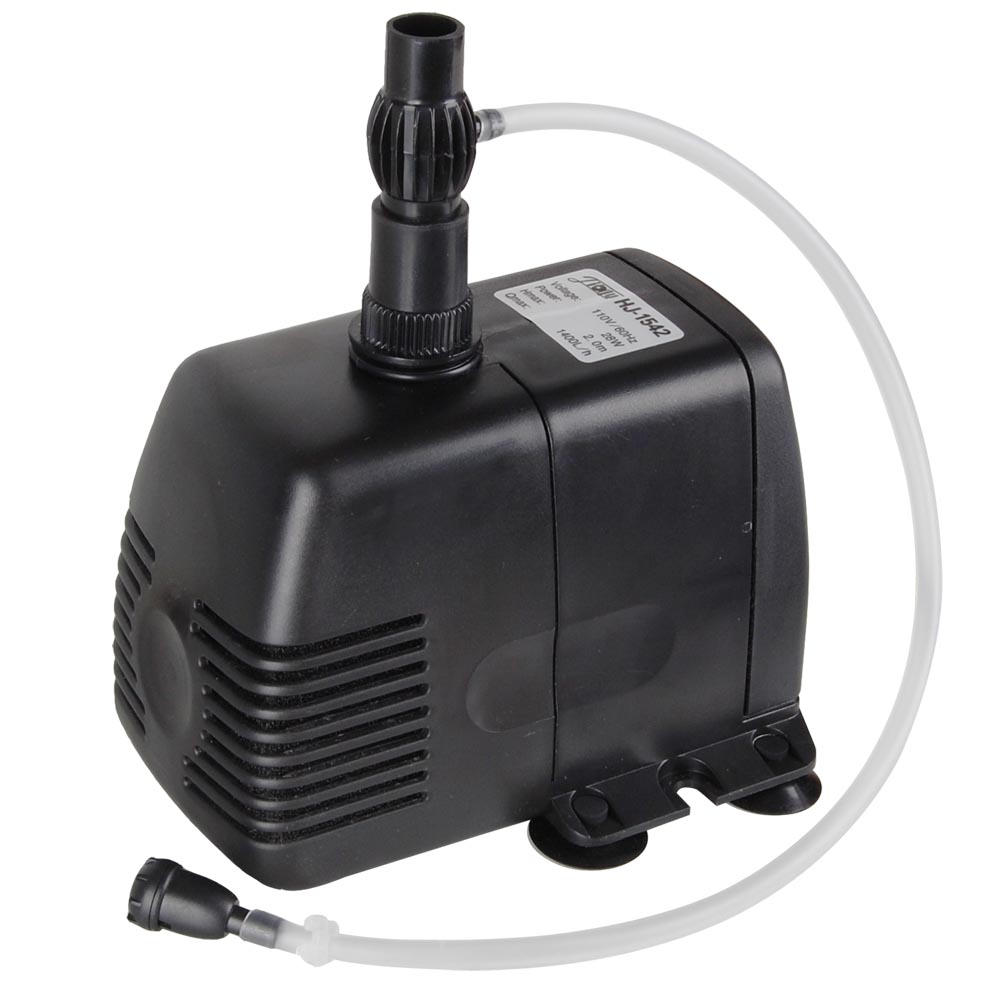 HJ-1542
Voltage: 110V/60Hz
Power: 28W
Hmax: 2.0m
Qmax: 1400L/h